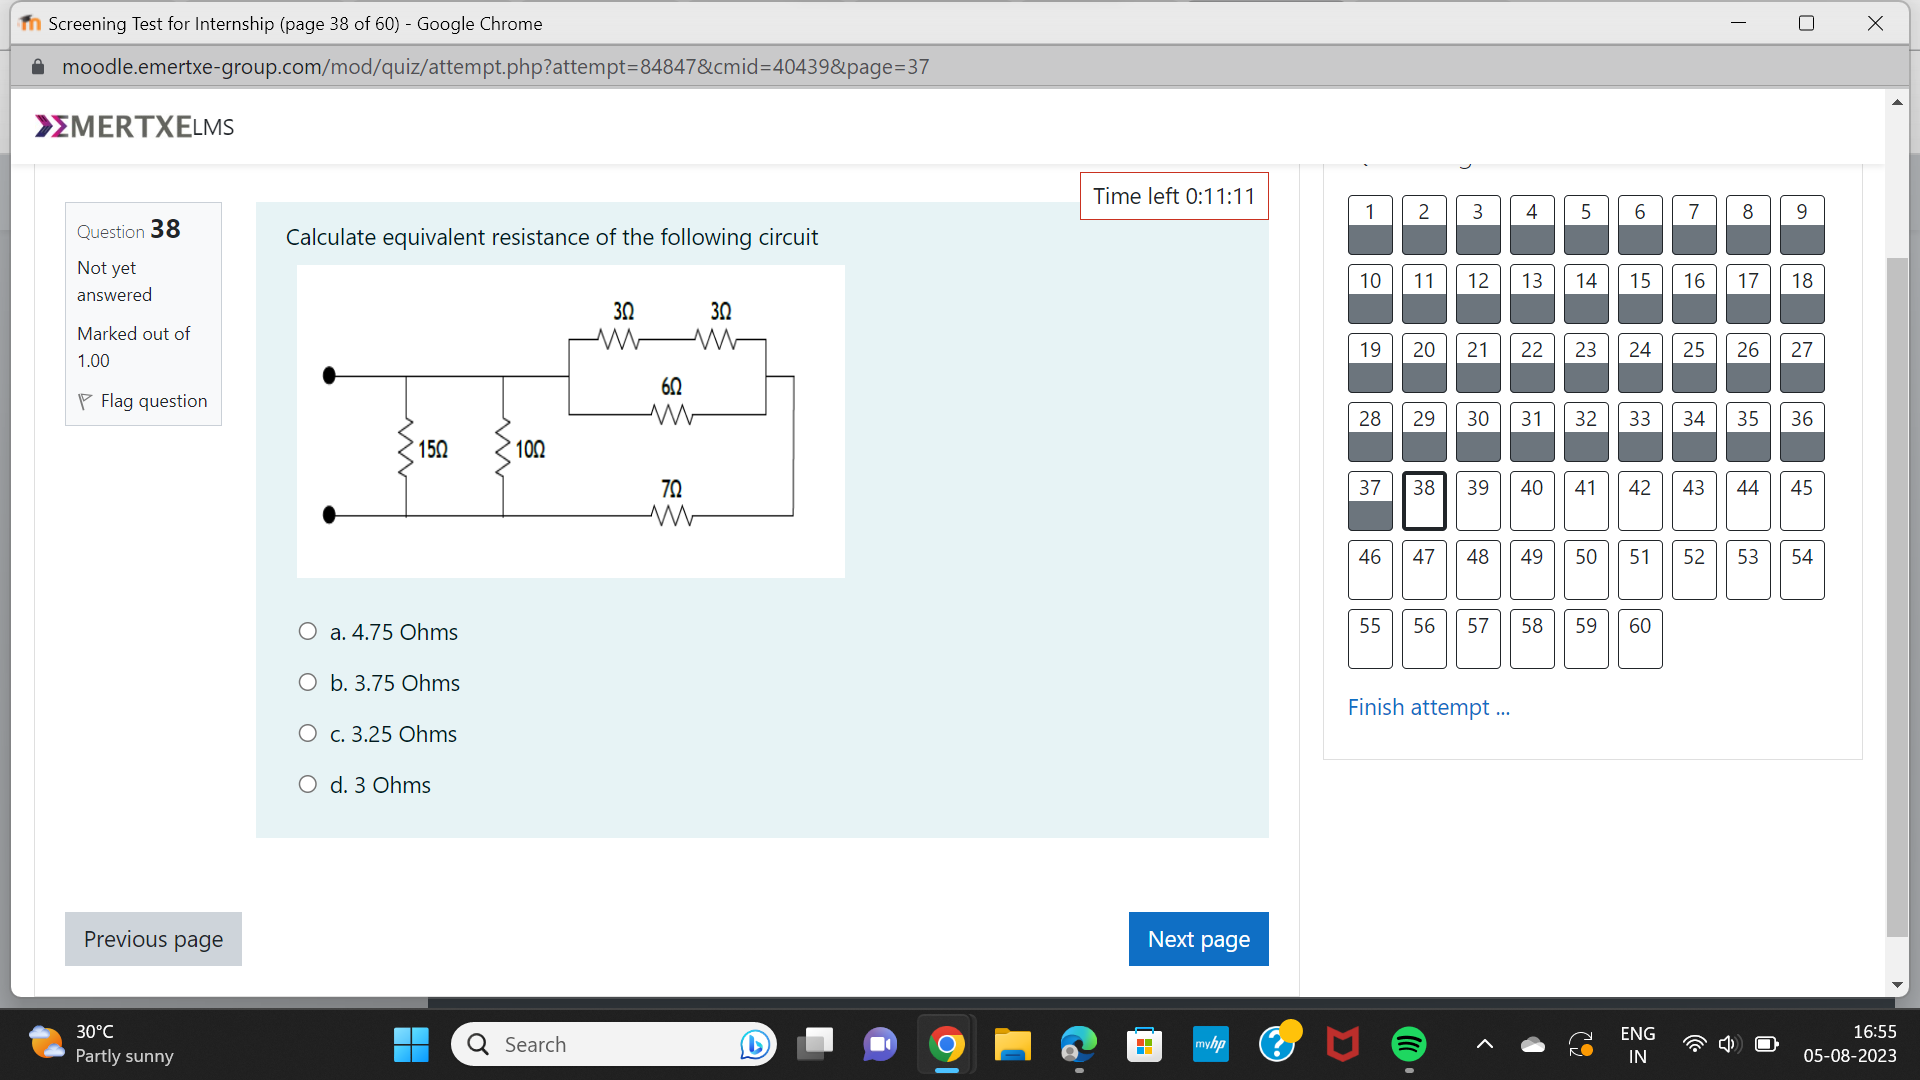 Screening Test for Internship (page 38 of 60) - Google Chrome
moodle.emertxe-group.com/mod/quiz/attempt.php?attempt=84847&cmid=40439&page=37
EMERTXE LMS
Time left 0:11:11
Question 38
Not yet
answered
Marked out of
1.00
Flag question
Calculate equivalent resistance of the following circuit
3Ω 3Ω
6Ω
15Ω 10Ω
7Ω
a. 4.75 Ohms
b. 3.75 Ohms
c. 3.25 Ohms
d. 3 Ohms
Previous page
Next page
1 2 3 4 5 6 7 8 9
10 11 12 13 14 15 16 17 18
19 20 21 22 23 24 25 26 27
28 29 30 31 32 33 34 35 36
37 38 39 40 41 42 43 44 45
46 47 48 49 50 51 52 53 54
55 56 57 58 59 60
Finish attempt ...
30°C
Partly sunny
Search
myhp
ENG
IN
16:55
05-08-2023